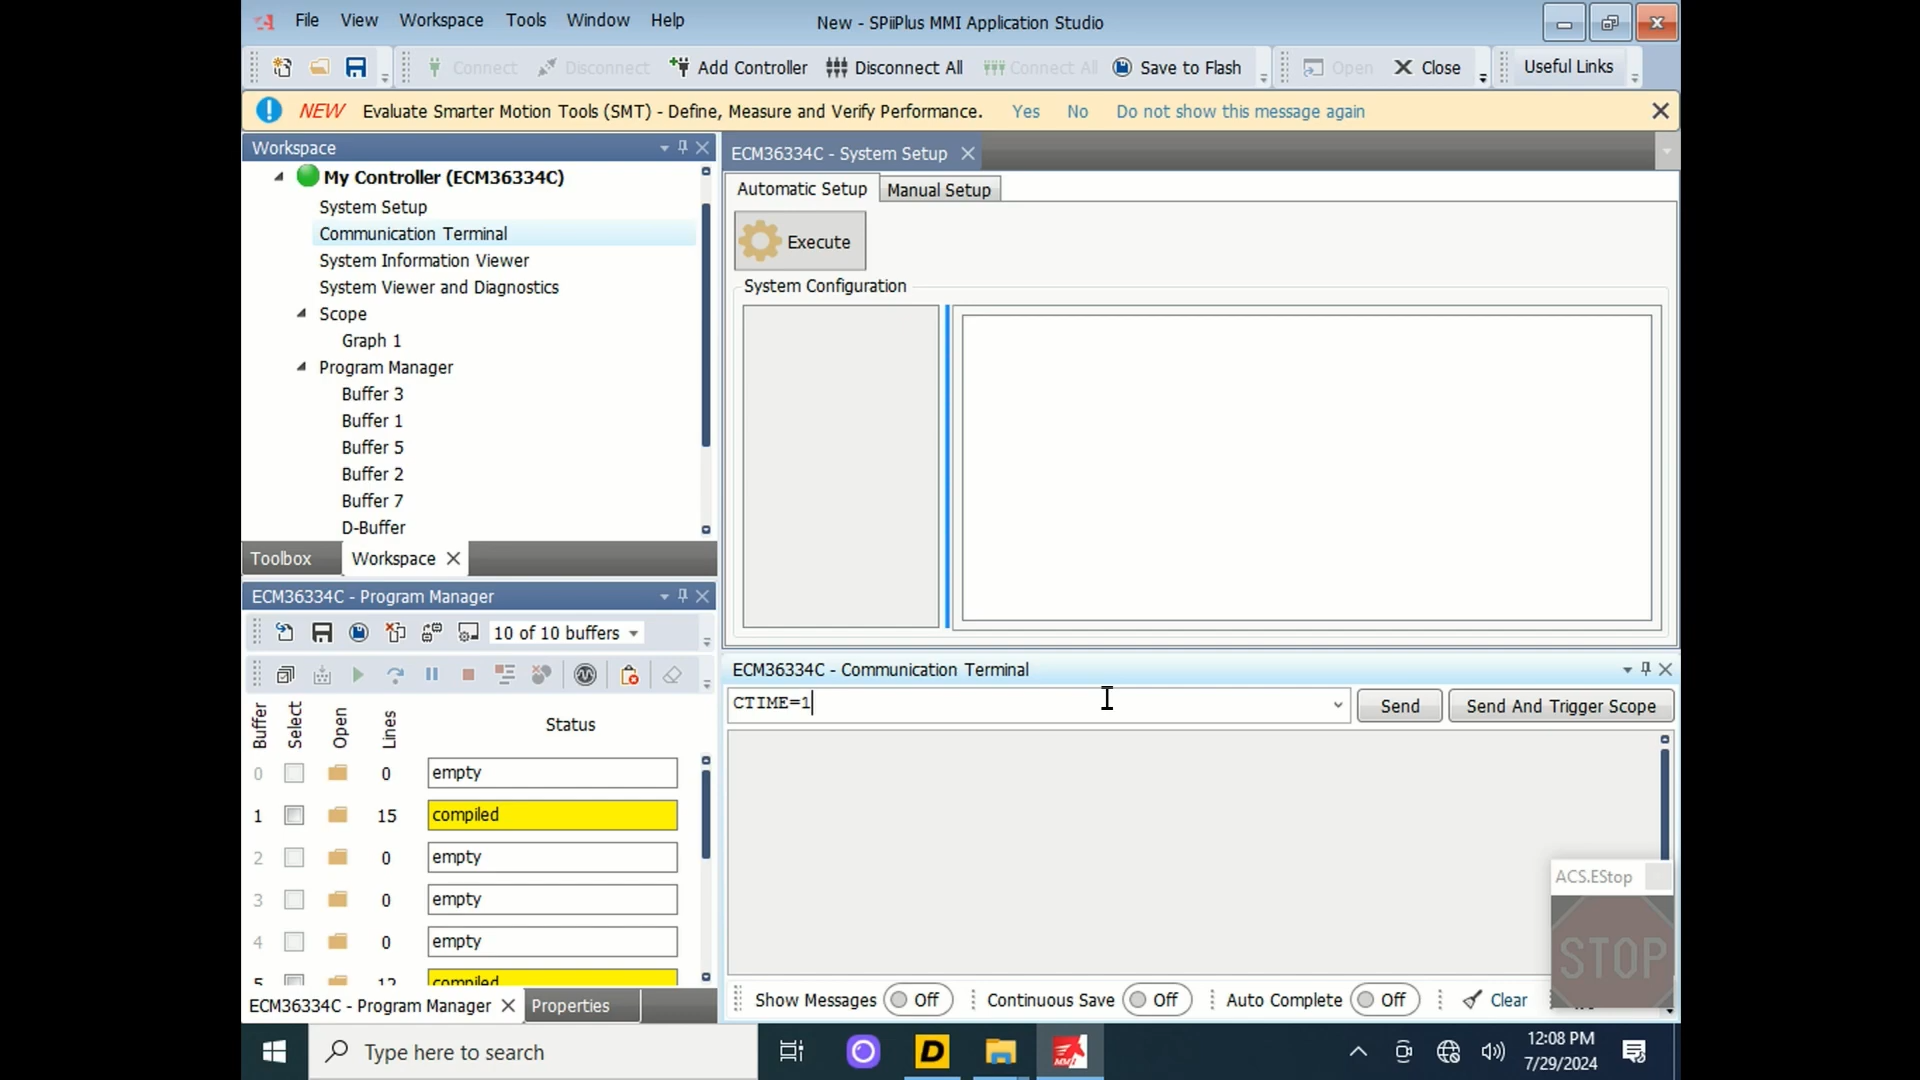 File View Workspace Tools Window Help New - SPiiPlus MMI Application Studio
Connect Disconnect Add Controller Disconnect All Connect All Save to Flash Open Close Useful Links
NEW Evaluate Smarter Motion Tools (SMT) - Define, Measure and Verify Performance. Yes No Do not show this message again
Workspace
My Controller (ECM36334C)
System Setup
Communication Terminal
System Information Viewer
System Viewer and Diagnostics
Scope
Graph 1
Program Manager
Buffer 3
Buffer 1
Buffer 5
Buffer 2
Buffer 7
D-Buffer
Toolbox Workspace
ECM36334C - System Setup
Automatic Setup Manual Setup
Execute
System Configuration
ECM36334C - Program Manager
10 of 10 buffers
Buffer Select Open Lines Status
0 0 empty
1 15 compiled
2 0 empty
3 0 empty
4 0 empty
5 12 compiled
ECM36334C - Program Manager Properties
ECM36334C - Communication Terminal
CTIME=1 Send Send And Trigger Scope
ACS.EStop
STOP
Show Messages Off Continuous Save Off Auto Complete Off Clear
Type here to search
D
MMI
12:08 PM
7/29/2024